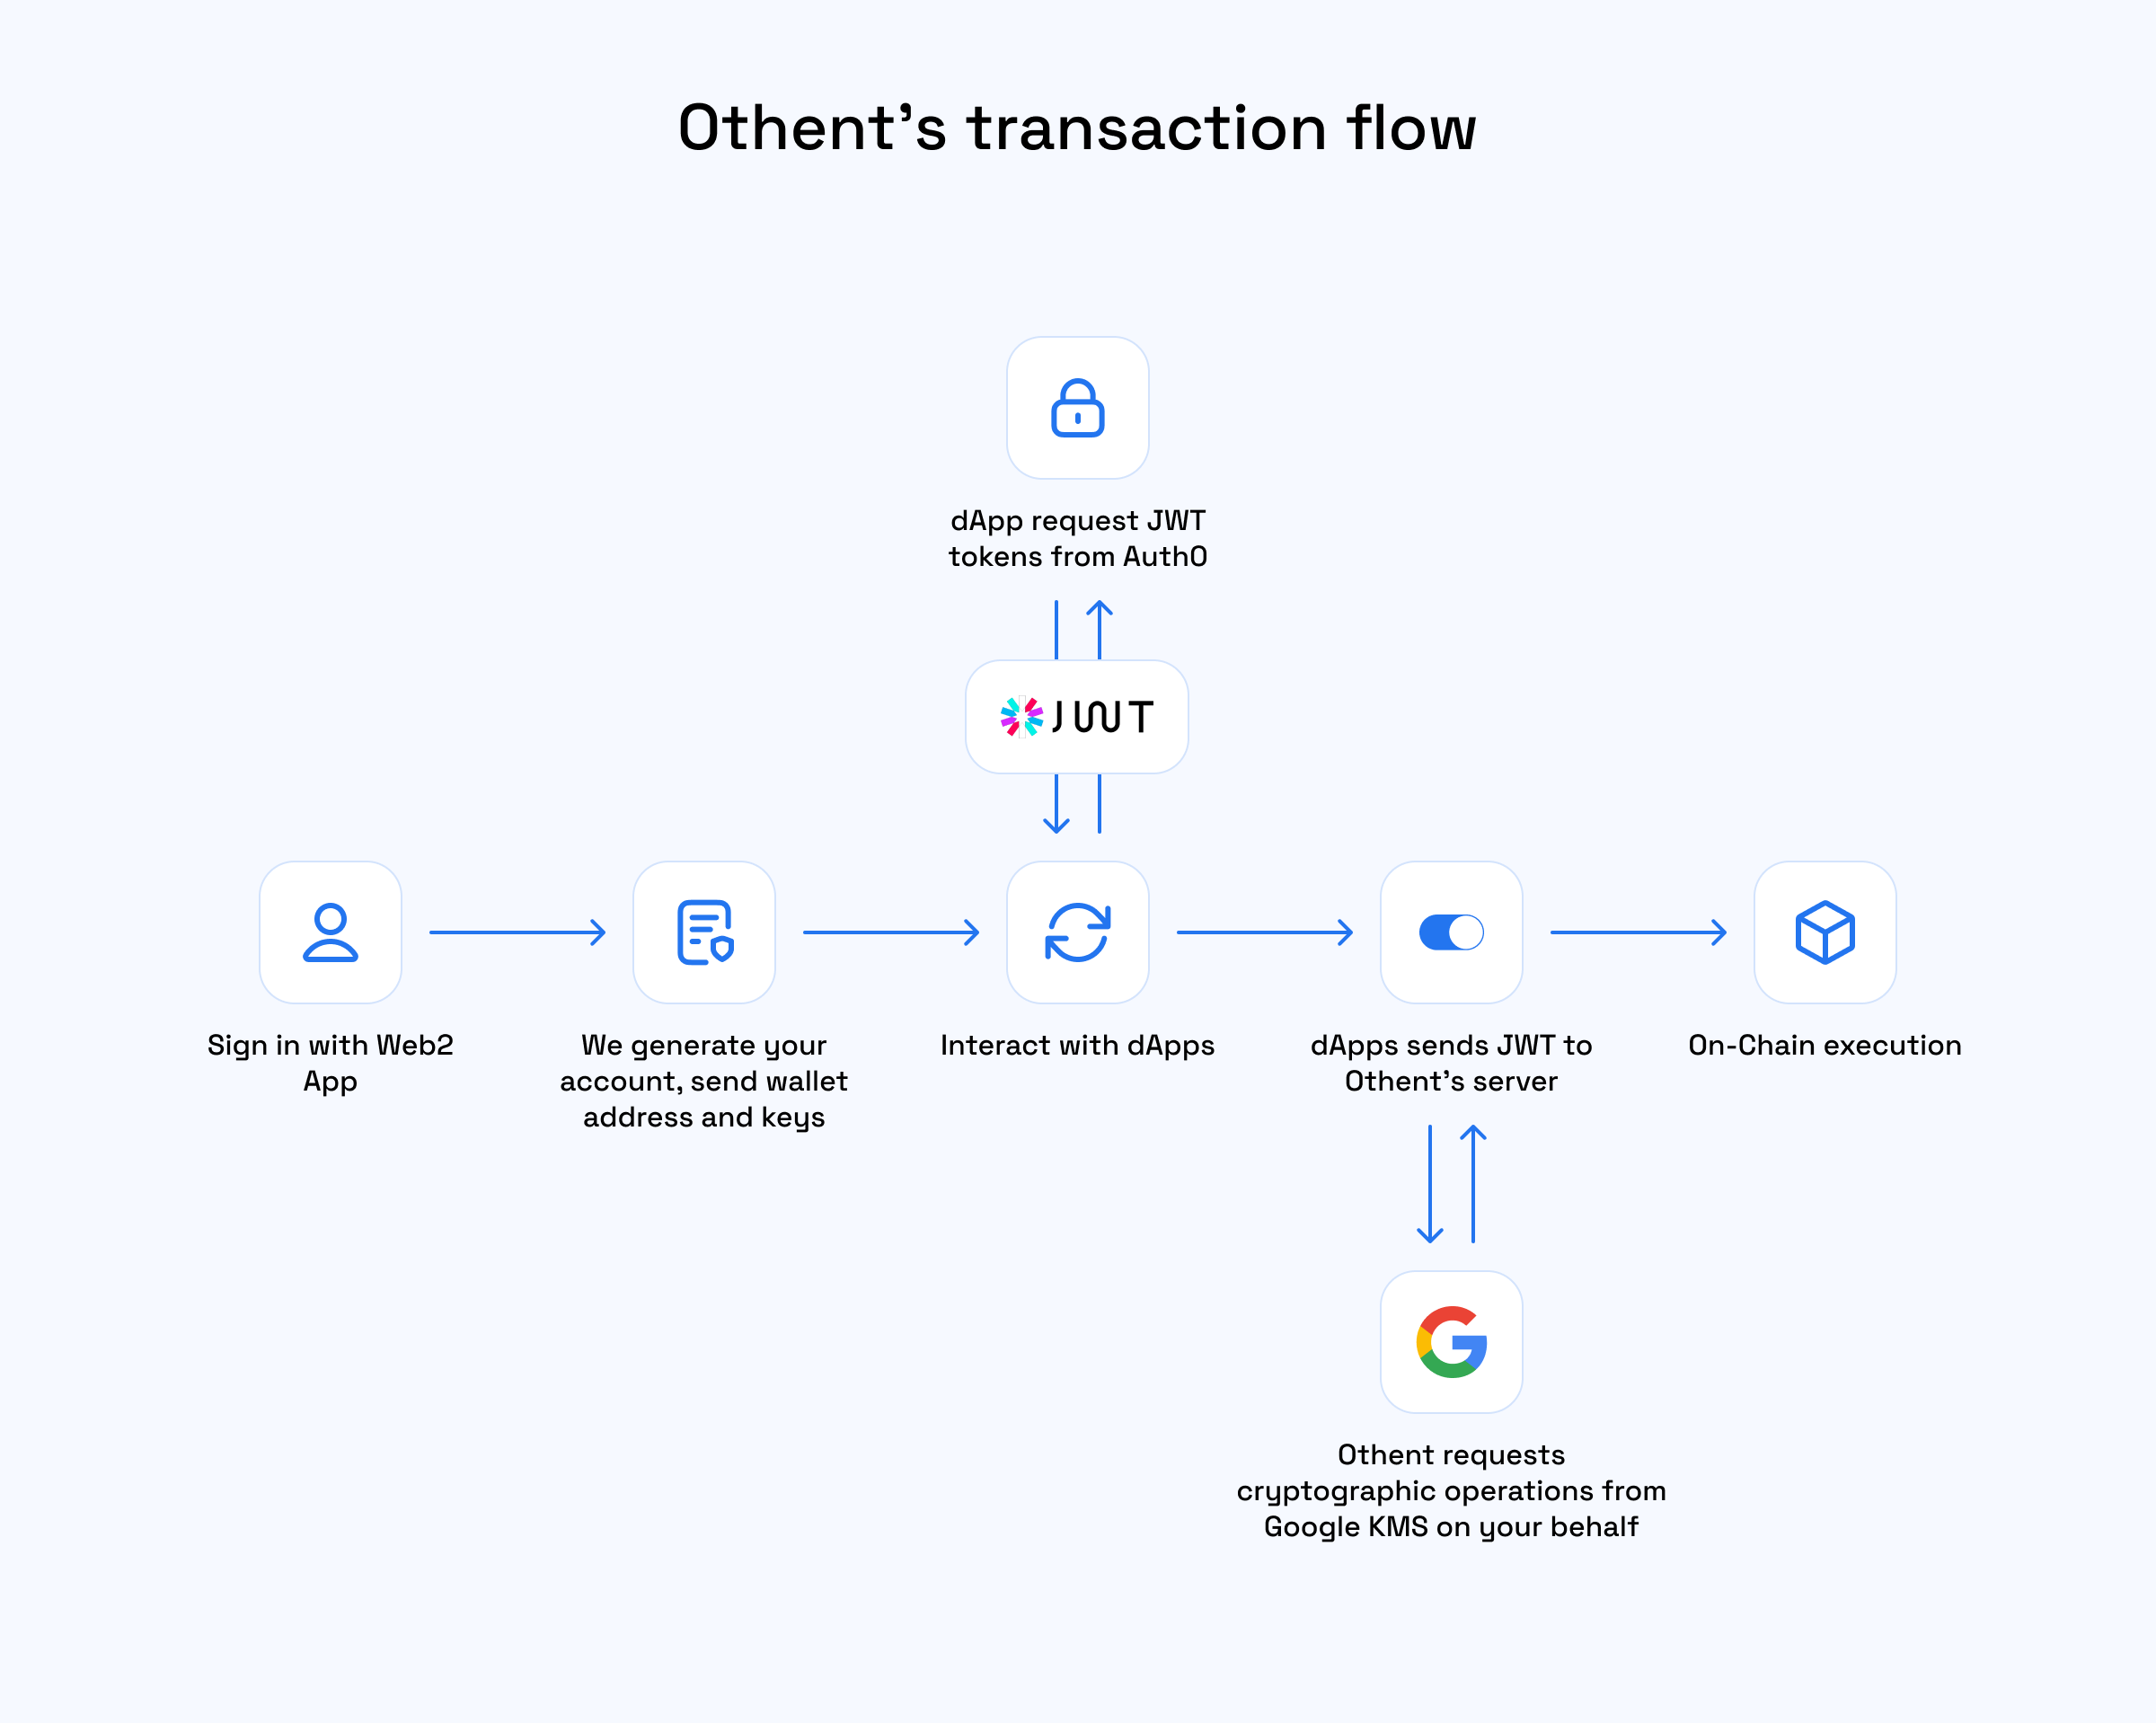 Othent’s transaction flow
dApp request JWT
tokens from Auth0
JWT
Sign in with Web2
App
We generate your
account, send wallet
address and keys
Interact with dApps
dApps sends JWT to
Othent’s server
On-Chain execution
Othent requests
cryptographic operations from
Google KMS on your behalf